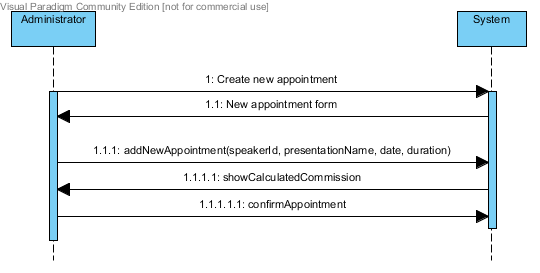 Visual Paradigm Community Edition [not for commercial use]
Administrator
System
1: Create new appointment
1.1: New appointment form
1.1.1: addNewAppointment(speakerId, presentationName, date, duration)
1.1.1.1: showCalculatedCommission
1.1.1.1.1: confirmAppointment